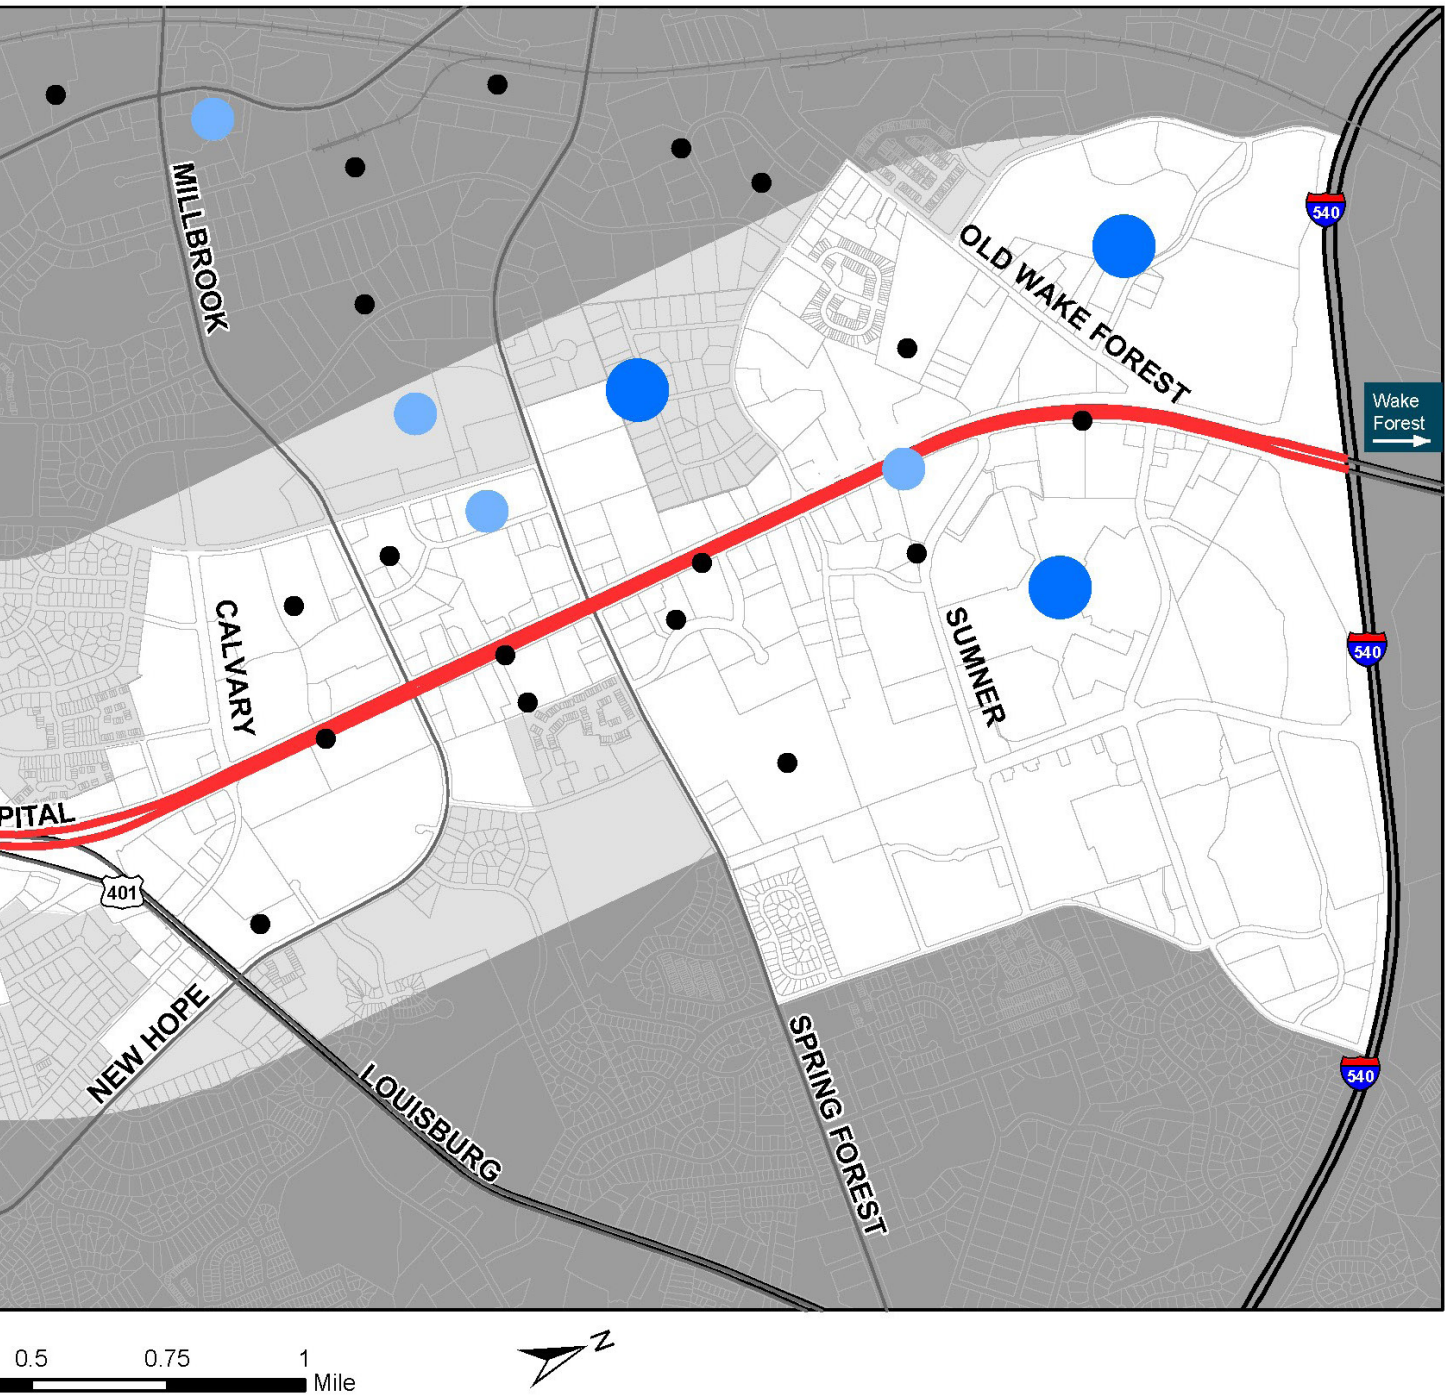 MILLBROOK
540
OLD WAKE FOREST
Wake
Forest
CALVARY
SUMNER
540
PITAL
401
NEW HOPE
LOUISBURG
SPRING FOREST
540
0.5 0.75 1
Mile
N